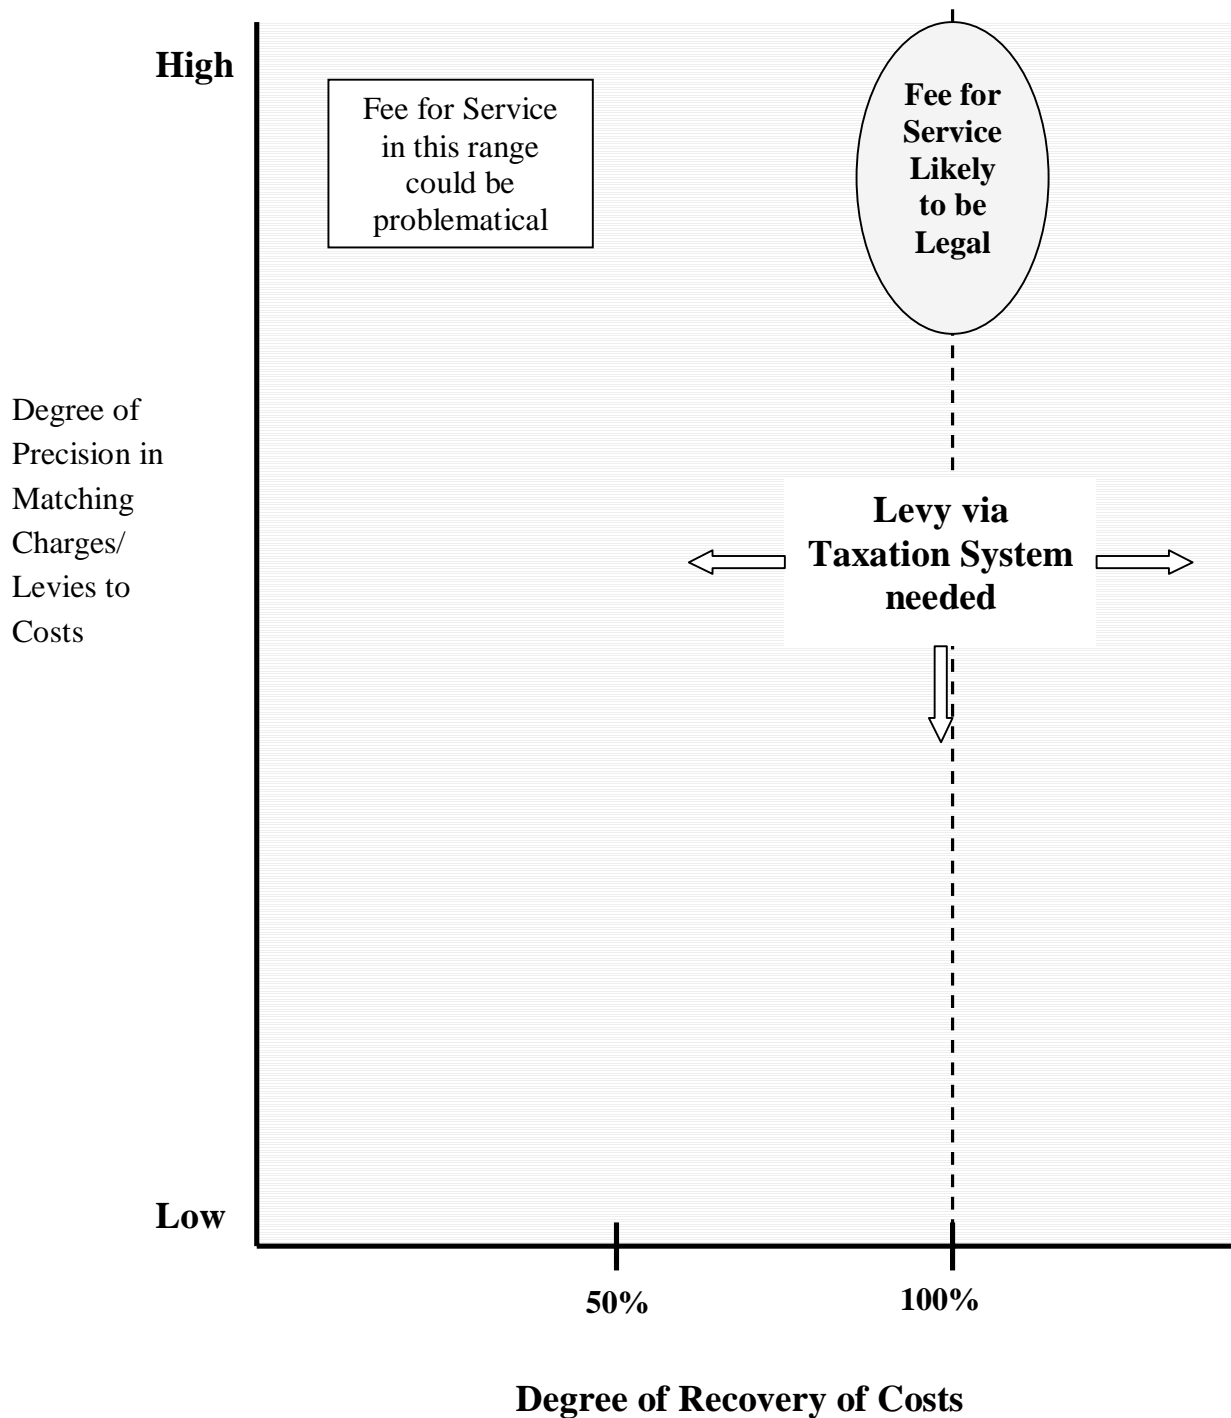 High
Fee for Service
in this range
could be
problematical
Fee for
Service
Likely
to be
Legal
Degree of
Precision in
Matching
Charges/
Levies to
Costs
Levy via
Taxation System
needed
Low
50%
100%
Degree of Recovery of Costs